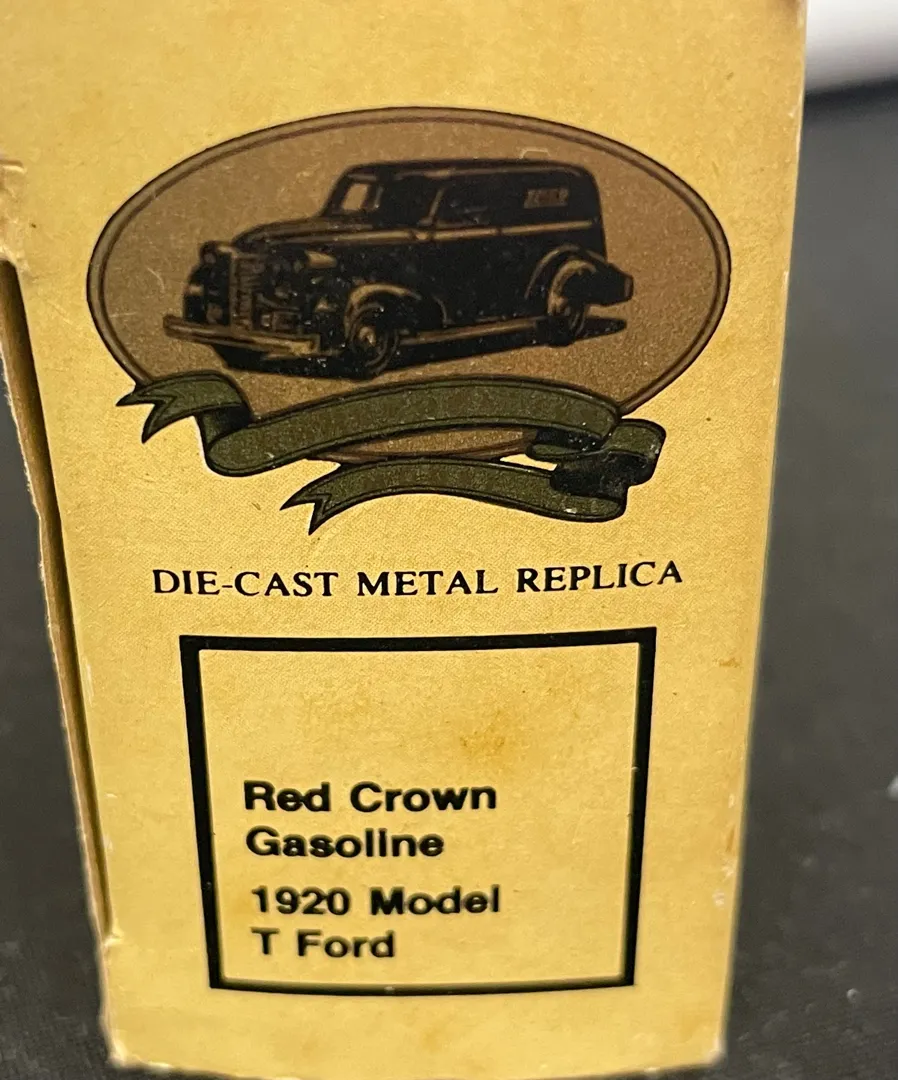 DIE-CAST METAL REPLICA
Red Crown
Gasoline
1920 Model
T Ford